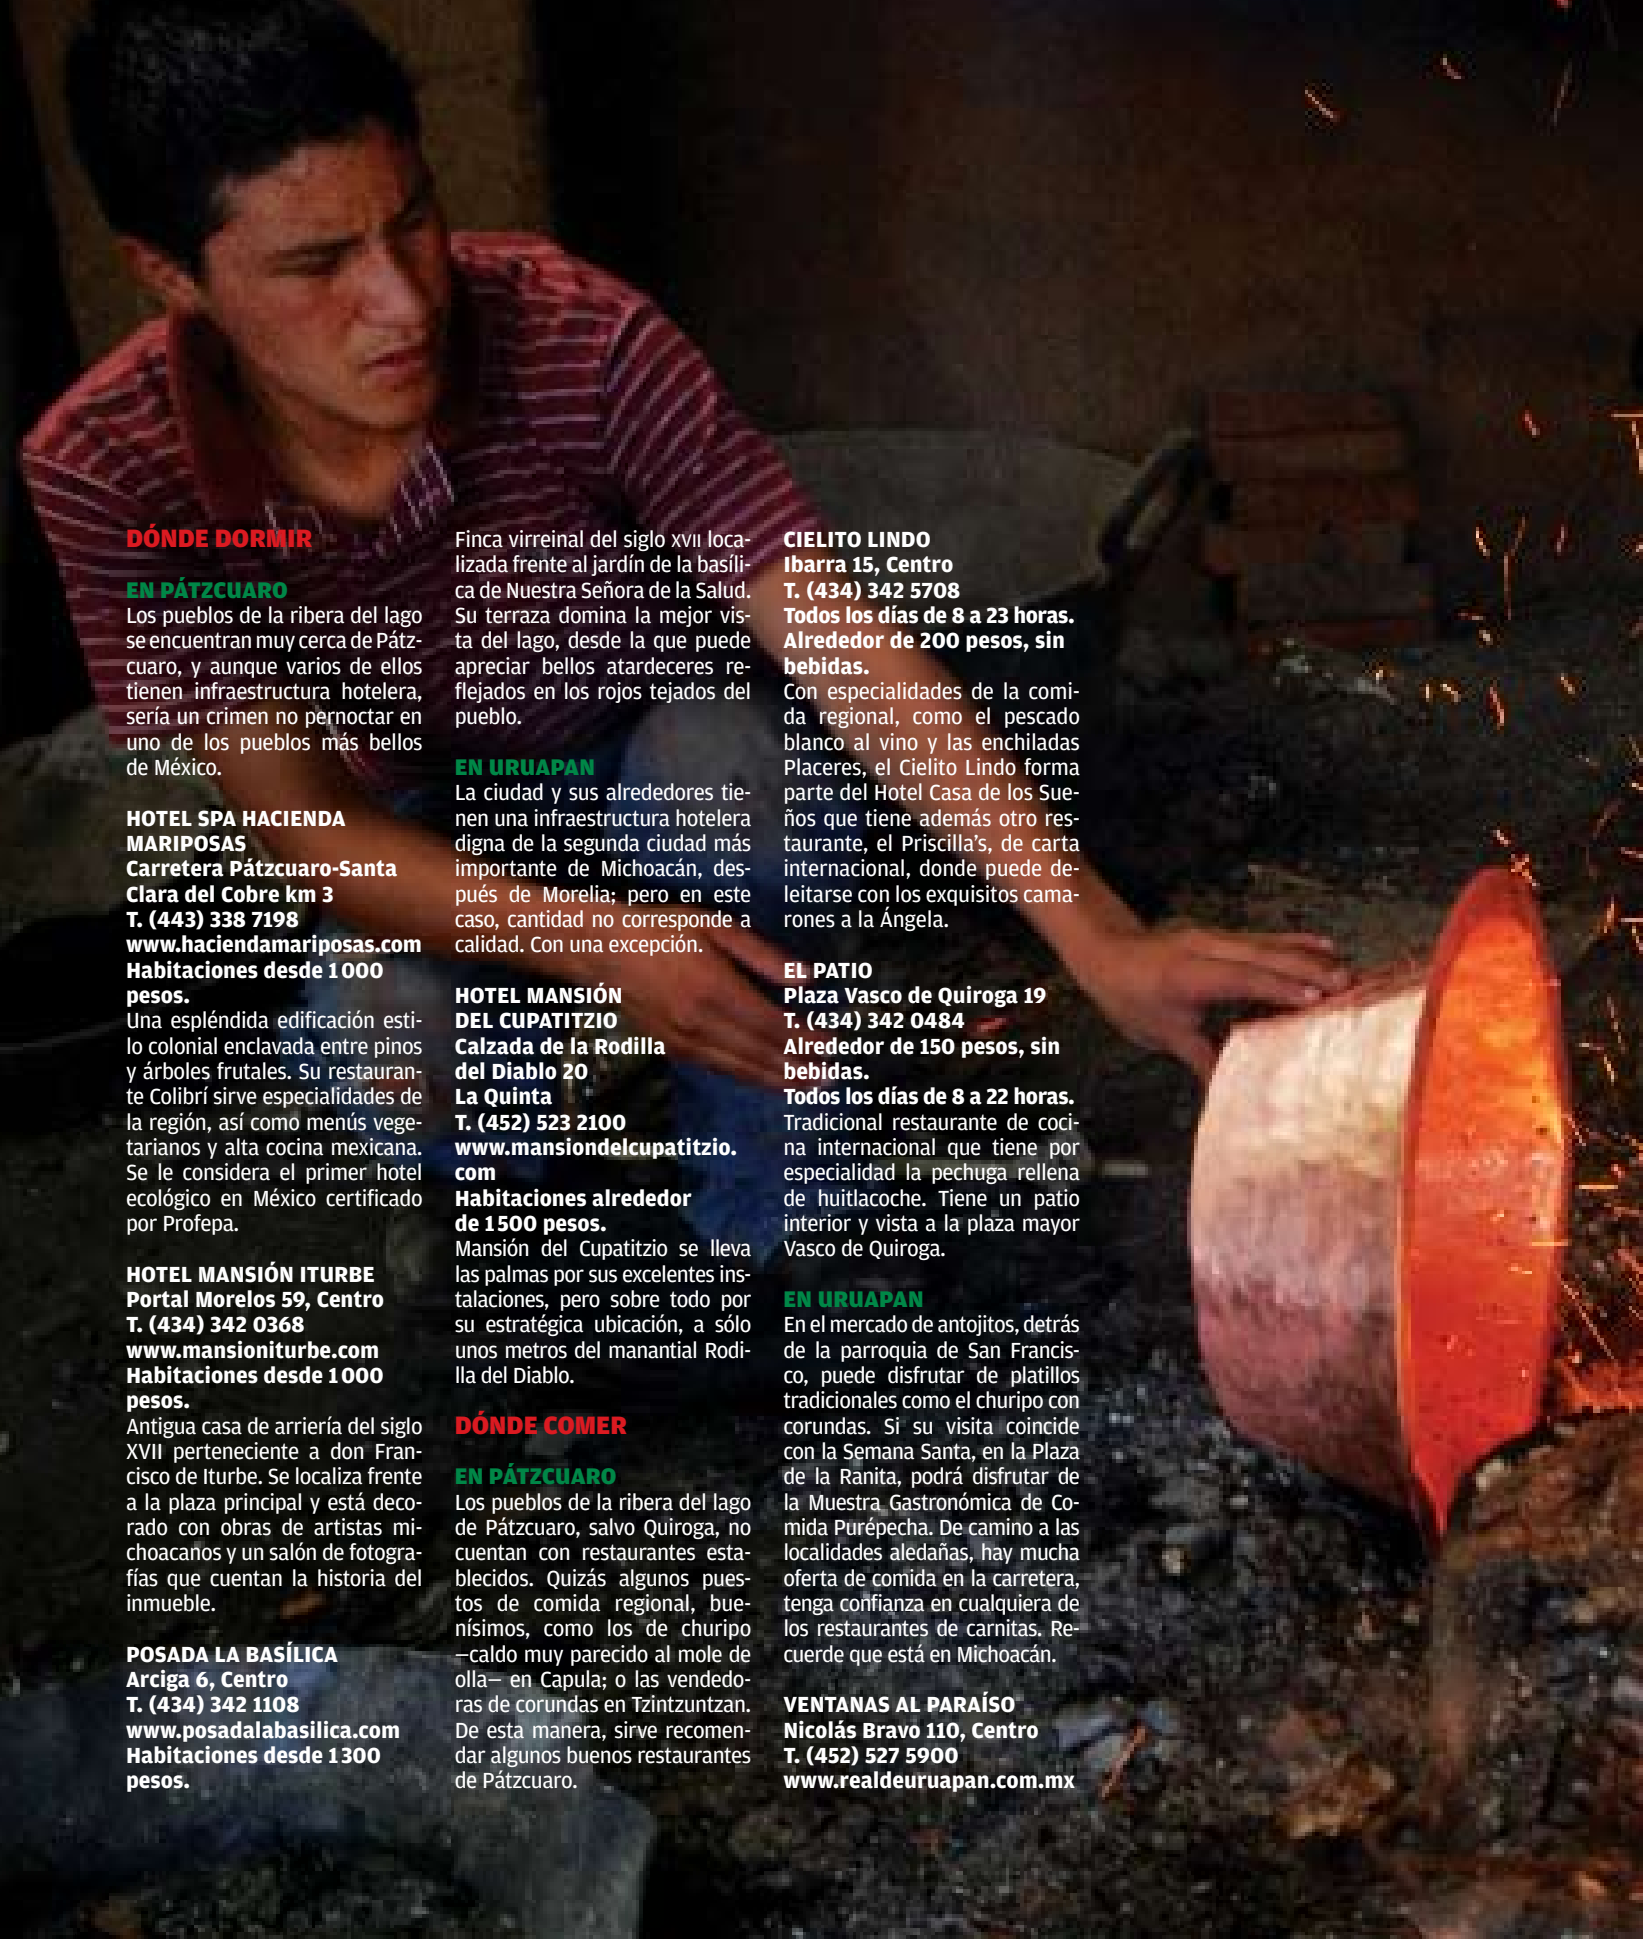 DÓNDE DORMIR
EN PÁTZCUARO
Los pueblos de la ribera del lago
se encuentran muy cerca de Pátz-
cuaro, y aunque varios de ellos
tienen infraestructura hotelera,
sería un crimen no pernoctar en
uno de los pueblos más bellos
de México.
HOTEL SPA HACIENDA
MARIPOSAS
Carretera Pátzcuaro-Santa
Clara del Cobre km 3
T. (443) 338 7198
www.haciendamariposas.com
Habitaciones desde 1 000
pesos.
Una espléndida edificación esti-
lo colonial enclavada entre pinos
y árboles frutales. Su restauran-
te Colibrí sirve especialidades de
la región, así como menús vege-
tarianos y alta cocina mexicana.
Se le considera el primer hotel
ecológico en México certificado
por Profepa.
HOTEL MANSIÓN ITURBE
Portal Morelos 59, Centro
T. (434) 342 0368
www.mansioniturbe.com
Habitaciones desde 1 000
pesos.
Antigua casa de arriería del siglo
XVII perteneciente a don Fran-
cisco de Iturbe. Se localiza frente
a la plaza principal y está deco-
rado con obras de artistas mi-
choacanos y un salón de fotogra-
fías que cuentan la historia del
inmueble.
POSADA LA BASÍLICA
Arciga 6, Centro
T. (434) 342 1108
www.posadalabasilica.com
Habitaciones desde 1 300
pesos.
Finca virreinal del siglo XVII loca-
lizada frente al jardín de la basíli-
ca de Nuestra Señora de la Salud.
Su terraza domina la mejor vis-
ta del lago, desde la que puede
apreciar bellos atardeceres re-
flejados en los rojos tejados del
pueblo.
EN URUAPAN
La ciudad y sus alrededores tie-
nen una infraestructura hotelera
digna de la segunda ciudad más
importante de Michoacán, des-
pués de Morelia; pero en este
caso, cantidad no corresponde a
calidad. Con una excepción.
HOTEL MANSIÓN
DEL CUPATITZIO
Calzada de la Rodilla
del Diablo 20
La Quinta
T. (452) 523 2100
www.mansiondelcupatitzio.
com
Habitaciones alrededor
de 1 500 pesos.
Mansión del Cupatitzio se lleva
las palmas por sus excelentes ins-
talaciones, pero sobre todo por
su estratégica ubicación, a sólo
unos metros del manantial Rodi-
lla del Diablo.
DÓNDE COMER
EN PÁTZCUARO
Los pueblos de la ribera del lago
de Pátzcuaro, salvo Quiroga, no
cuentan con restaurantes esta-
blecidos. Quizás algunos pues-
tos de comida regional, bue-
nísimos, como los de churipo
—caldo muy parecido al mole de
olla— en Capula; o las vendedo-
ras de corundas en Tzintzuntzan.
De esta manera, sirve recomen-
dar algunos buenos restaurantes
de Pátzcuaro.
CIELITO LINDO
Ibarra 15, Centro
T. (434) 342 5708
Todos los días de 8 a 23 horas.
Alrededor de 200 pesos, sin
bebidas.
Con especialidades de la comi-
da regional, como el pescado
blanco al vino y las enchiladas
Placeres, el Cielito Lindo forma
parte del Hotel Casa de los Sue-
ños que tiene además otro res-
taurante, el Priscilla’s, de carta
internacional, donde puede de-
leitarse con los exquisitos cama-
rones a la Ángela.
EL PATIO
Plaza Vasco de Quiroga 19
T. (434) 342 0484
Alrededor de 150 pesos, sin
bebidas.
Todos los días de 8 a 22 horas.
Tradicional restaurante de coci-
na internacional que tiene por
especialidad la pechuga rellena
de huitlacoche. Tiene un patio
interior y vista a la plaza mayor
Vasco de Quiroga.
EN URUAPAN
En el mercado de antojitos, detrás
de la parroquia de San Francis-
co, puede disfrutar de platillos
tradicionales como el churipo con
corundas. Si su visita coincide
con la Semana Santa, en la Plaza
de la Ranita, podrá disfrutar de
la Muestra Gastronómica de Co-
mida Purépecha. De camino a las
localidades aledañas, hay mucha
oferta de comida en la carretera,
tenga confianza en cualquiera de
los restaurantes de carnitas. Re-
cuerde que está en Michoacán.
VENTANAS AL PARAÍSO
Nicolás Bravo 110, Centro
T. (452) 527 5900
www.realdeuruapan.com.mx